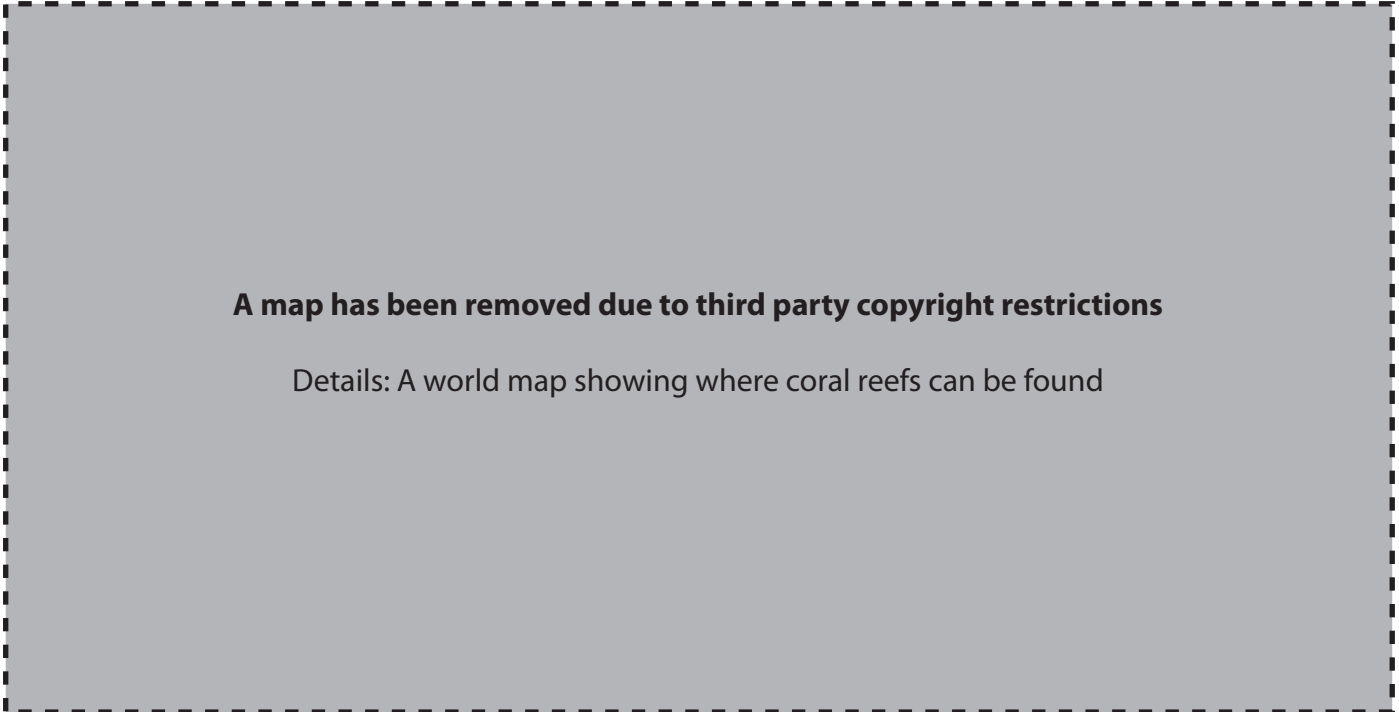 A map has been removed due to third party copyright restrictions
Details: A world map showing where coral reefs can be found